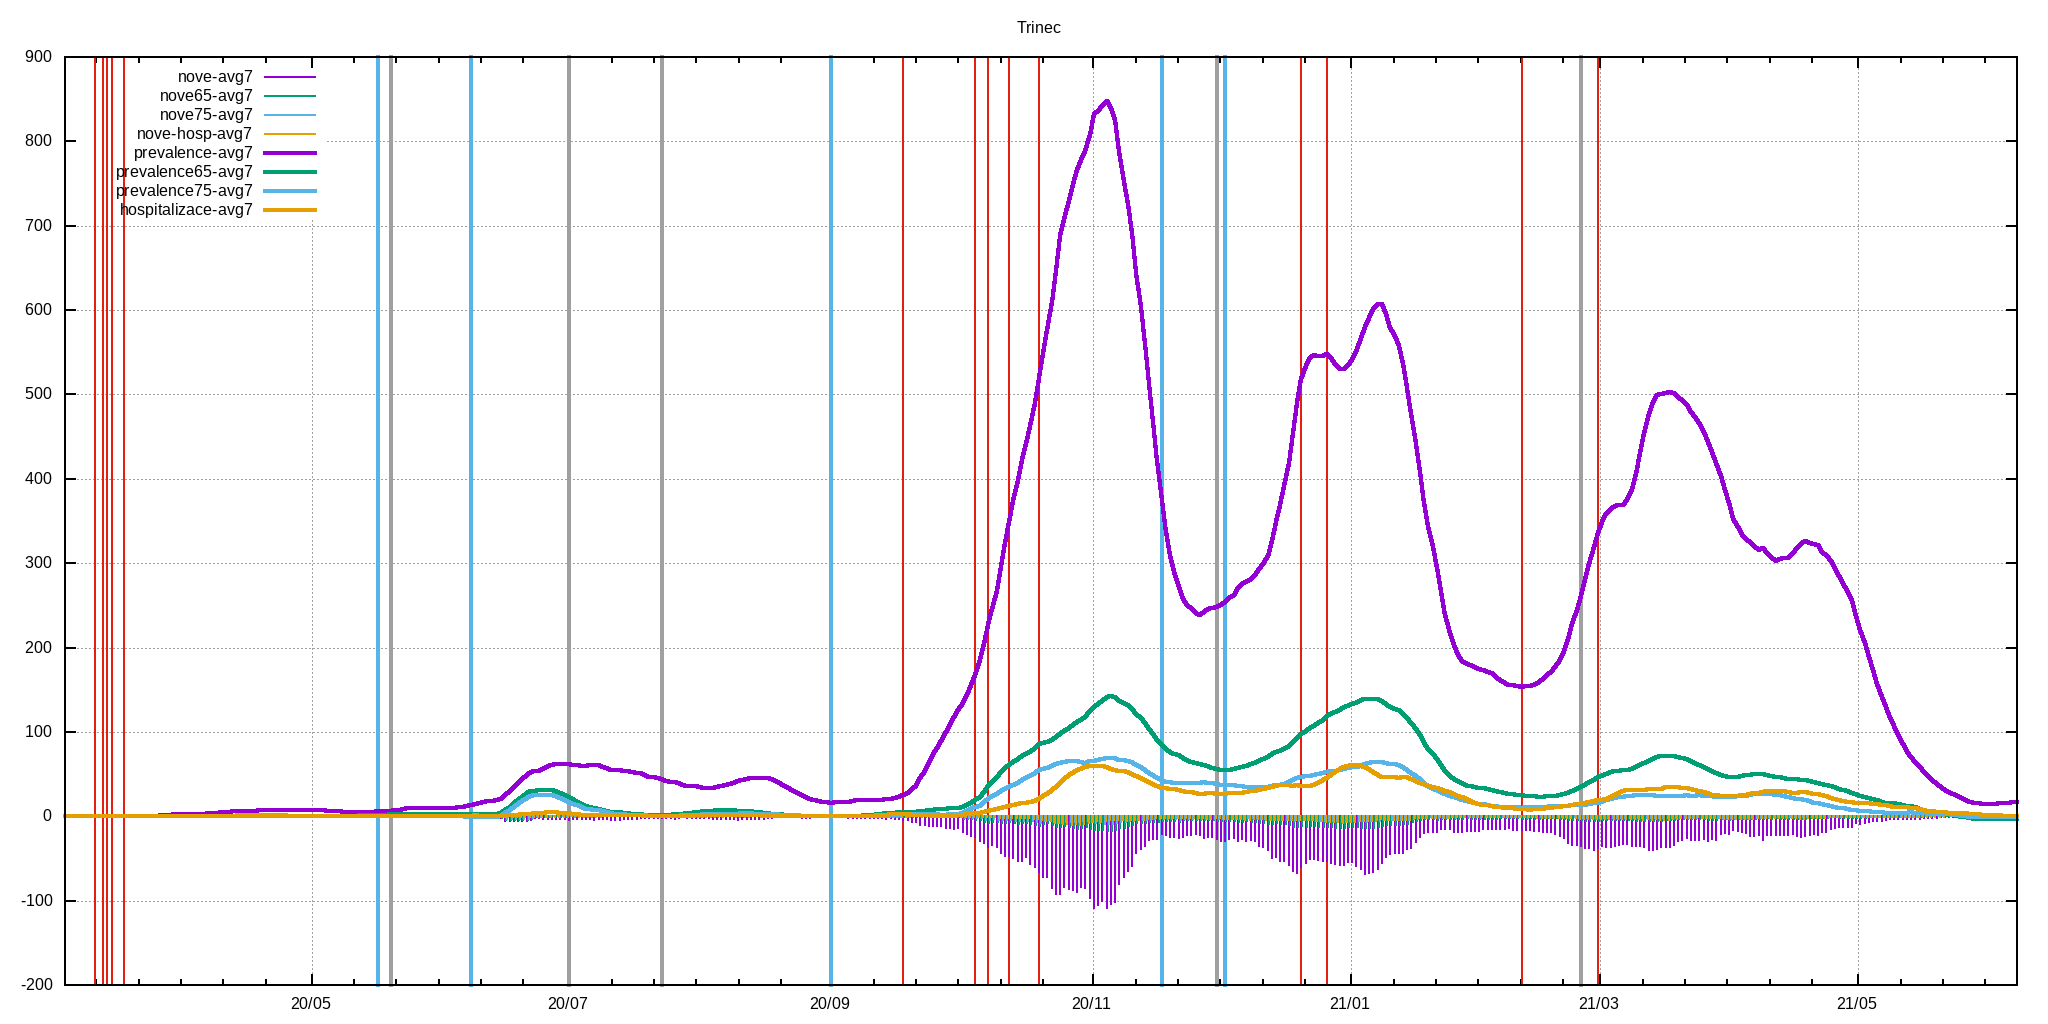 Trinec
900
800
700
600
500
400
300
200
100
0
-100
-200
nove-avg7
nove65-avg7
nove75-avg7
nove-hosp-avg7
prevalence-avg7
prevalence65-avg7
prevalence75-avg7
hospitalizace-avg7
20/05 20/07 20/09 20/11 21/01 21/03 21/05